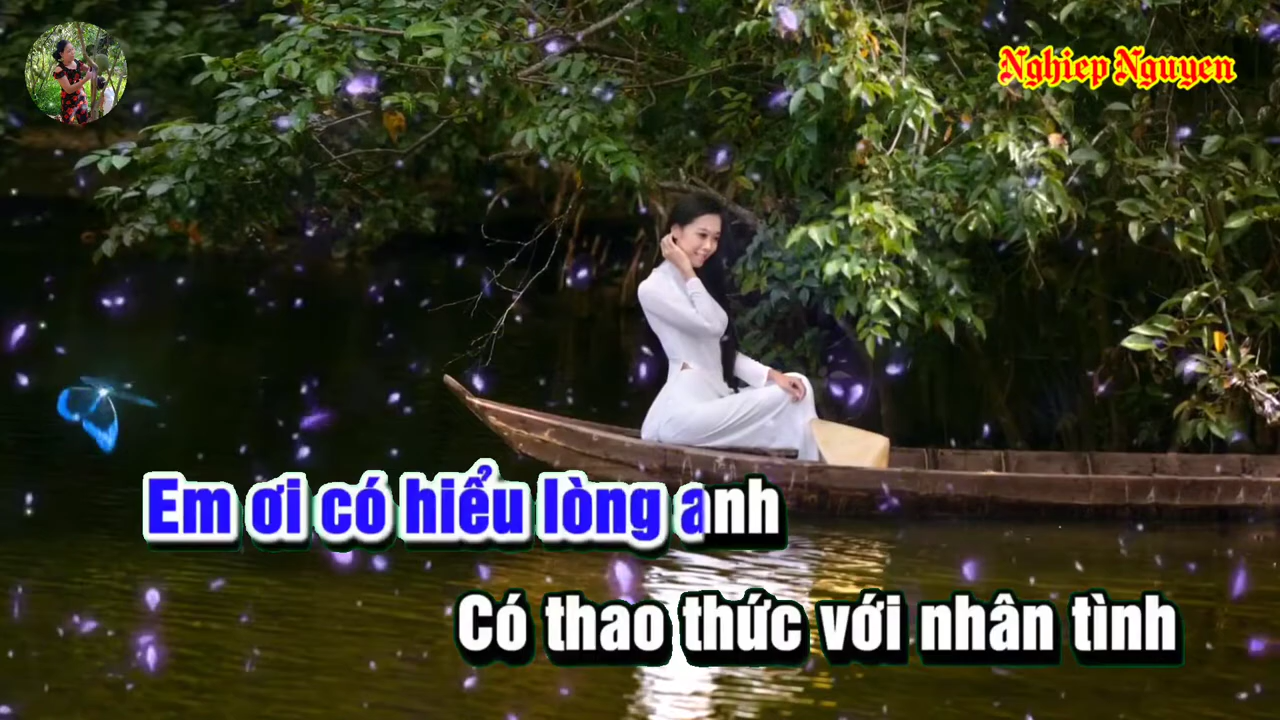 Nghiep Nguyen
Em ơi có hiểu lòng anh
Có thao thức với nhân tình